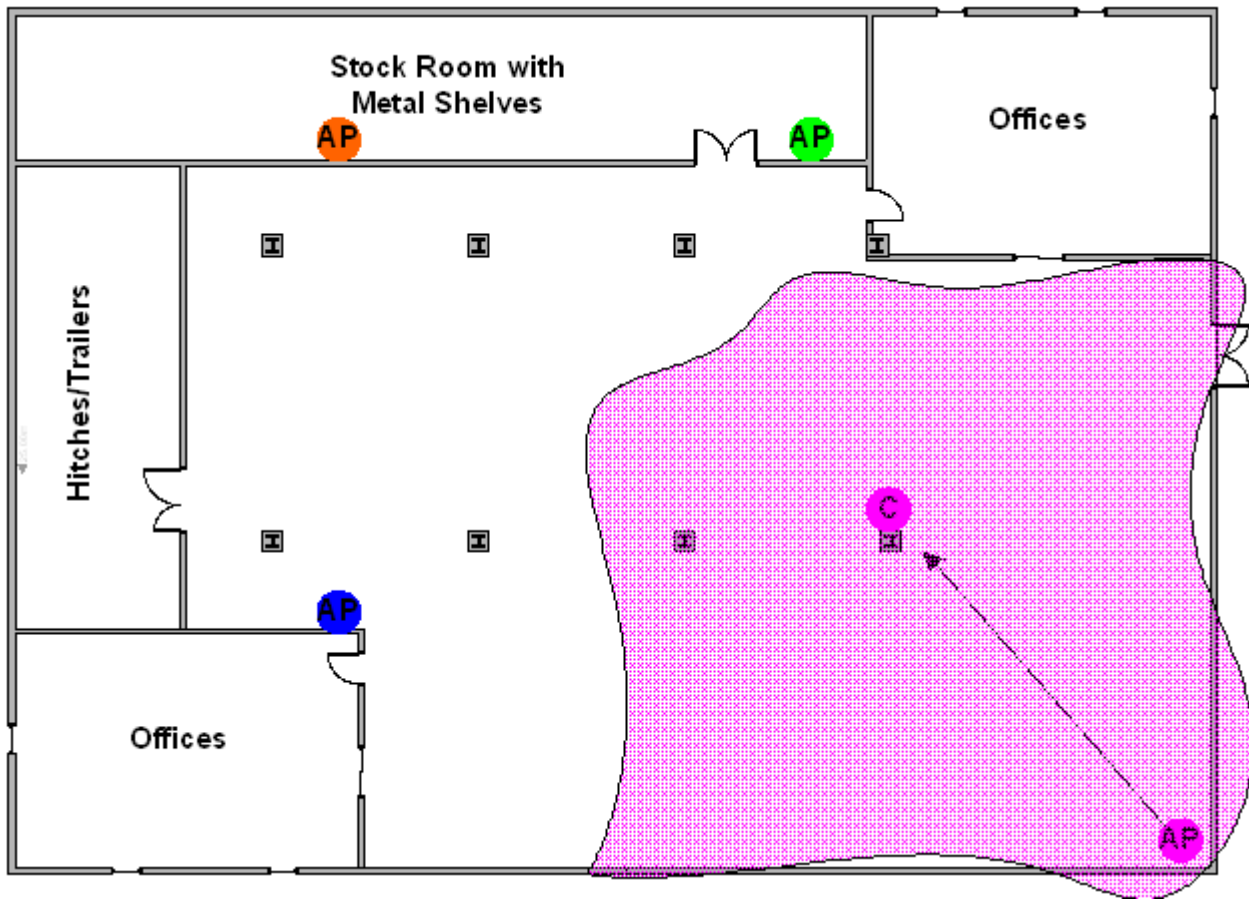 Stock Room with
Metal Shelves
AP
AP
Offices
I
I
I
I
Hitches/Trailers
C
I
I
I
I
AP
Offices
AP